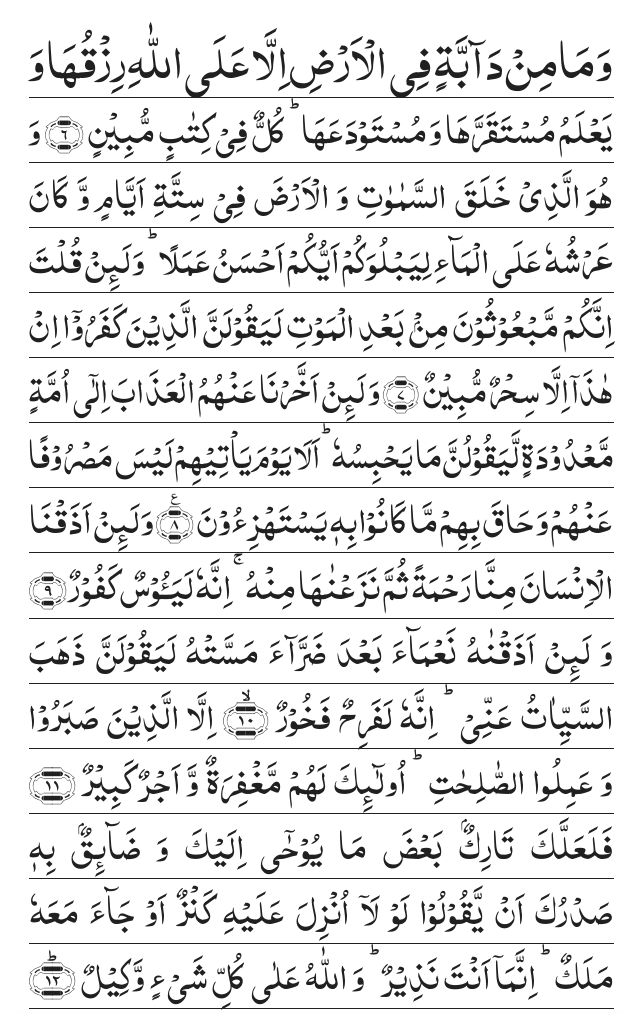 وَمَا مِنْ دَآبَّةٍ فِي الْاَرْضِ اِلَّا عَلَى اللّٰهِ رِزْقُهَا وَ
يَعْلَمُ مُسْتَقَرَّهَا وَ مُسْتَوْدَعَهَا ؕ كُلٌّ فِيْ كِتٰبٍ مُّبِيْنٍ ﴿٦﴾ وَ
هُوَ الَّذِيْ خَلَقَ السَّمٰوٰتِ وَ الْاَرْضَ فِيْ سِتَّةِ اَيَّامٍ وَّ كَانَ
عَرْشُهٗ عَلَى الْمَآءِ لِيَبْلُوَكُمْ اَيُّكُمْ اَحْسَنُ عَمَلًا ؕ وَلَئِنْ قُلْتَ
اِنَّكُمْ مَّبْعُوْثُوْنَ مِنْۢ بَعْدِ الْمَوْتِ لَيَقُوْلَنَّ الَّذِيْنَ كَفَرُوْۤا اِنْ
هٰذَاۤ اِلَّا سِحْرٌ مُّبِيْنٌ ﴿٧﴾ وَلَئِنْ اَخَّرْنَا عَنْهُمُ الْعَذَابَ اِلٰۤى اُمَّةٍ
مَّعْدُوْدَةٍ لَّيَقُوْلُنَّ مَا يَحْبِسُهٗ ؕ اَلَا يَوْمَ يَاْتِيْهِمْ لَيْسَ مَصْرُوْفًا
عَنْهُمْ وَحَاقَ بِهِمْ مَّا كَانُوْا بِهٖ يَسْتَهْزِءُوْنَ ﴿٨﴾ؑ وَلَئِنْ اَذَقْنَا
الْاِنْسَانَ مِنَّا رَحْمَةً ثُمَّ نَزَعْنٰهَا مِنْهُ ۚ اِنَّهٗ لَيَـُٔوْسٌ كَفُوْرٌ ﴿٩﴾
وَ لَئِنْ اَذَقْنٰهُ نَعْمَآءَ بَعْدَ ضَرَّآءَ مَسَّتْهُ لَيَقُوْلَنَّ ذَهَبَ
السَّيِّاٰتُ عَنِّيْ ؕ اِنَّهٗ لَفَرِحٌ فَخُوْرٌ ﴿١٠﴾ۙ اِلَّا الَّذِيْنَ صَبَرُوْا
وَ عَمِلُوا الصّٰلِحٰتِ ؕ اُولٰٓئِكَ لَهُمْ مَّغْفِرَةٌ وَّ اَجْرٌ كَبِيْرٌ ﴿١١﴾
فَلَعَلَّكَ تَارِكٌۢ بَعْضَ مَا يُوْحٰۤى اِلَيْكَ وَ ضَآئِقٌۢ بِهٖ
صَدْرُكَ اَنْ يَّقُوْلُوْا لَوْ لَاۤ اُنْزِلَ عَلَيْهِ كَنْزٌ اَوْ جَآءَ مَعَهٗ
مَلَكٌ ؕ اِنَّمَاۤ اَنْتَ نَذِيْرٌ ؕ وَ اللّٰهُ عَلٰى كُلِّ شَيْءٍ وَّكِيْلٌ ﴿١٢﴾ؕ